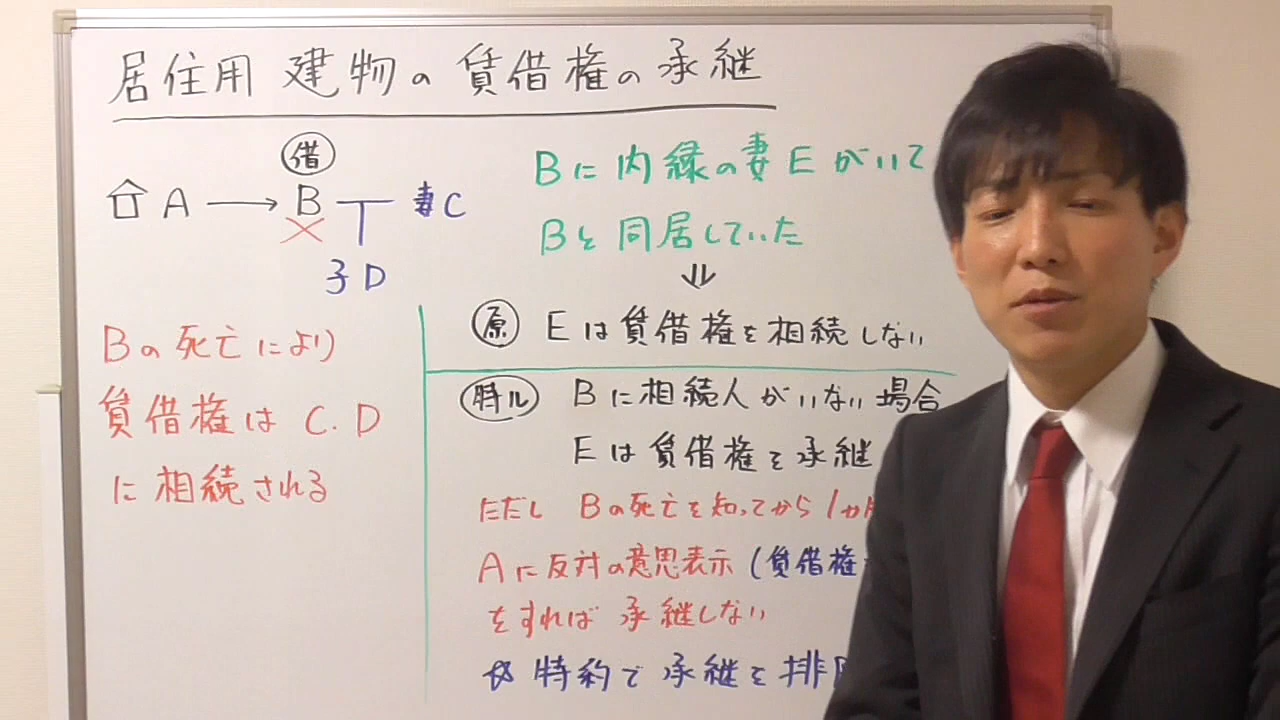 居住用建物の賃借権の承継
借
A → B 妻C
子D
Bの死亡により
賃借権はC.D
に相続される
Bに内縁の妻Eがいて
Bと同居していた
⇓
原 Eは賃借権を相続しない
特ル Bに相続人がいない場合
Eは賃借権を承継
ただし Bの死亡を知ってから1か
Aに反対の意思表示(賃借権
をすれば 承継しない
☆特約で承継を排